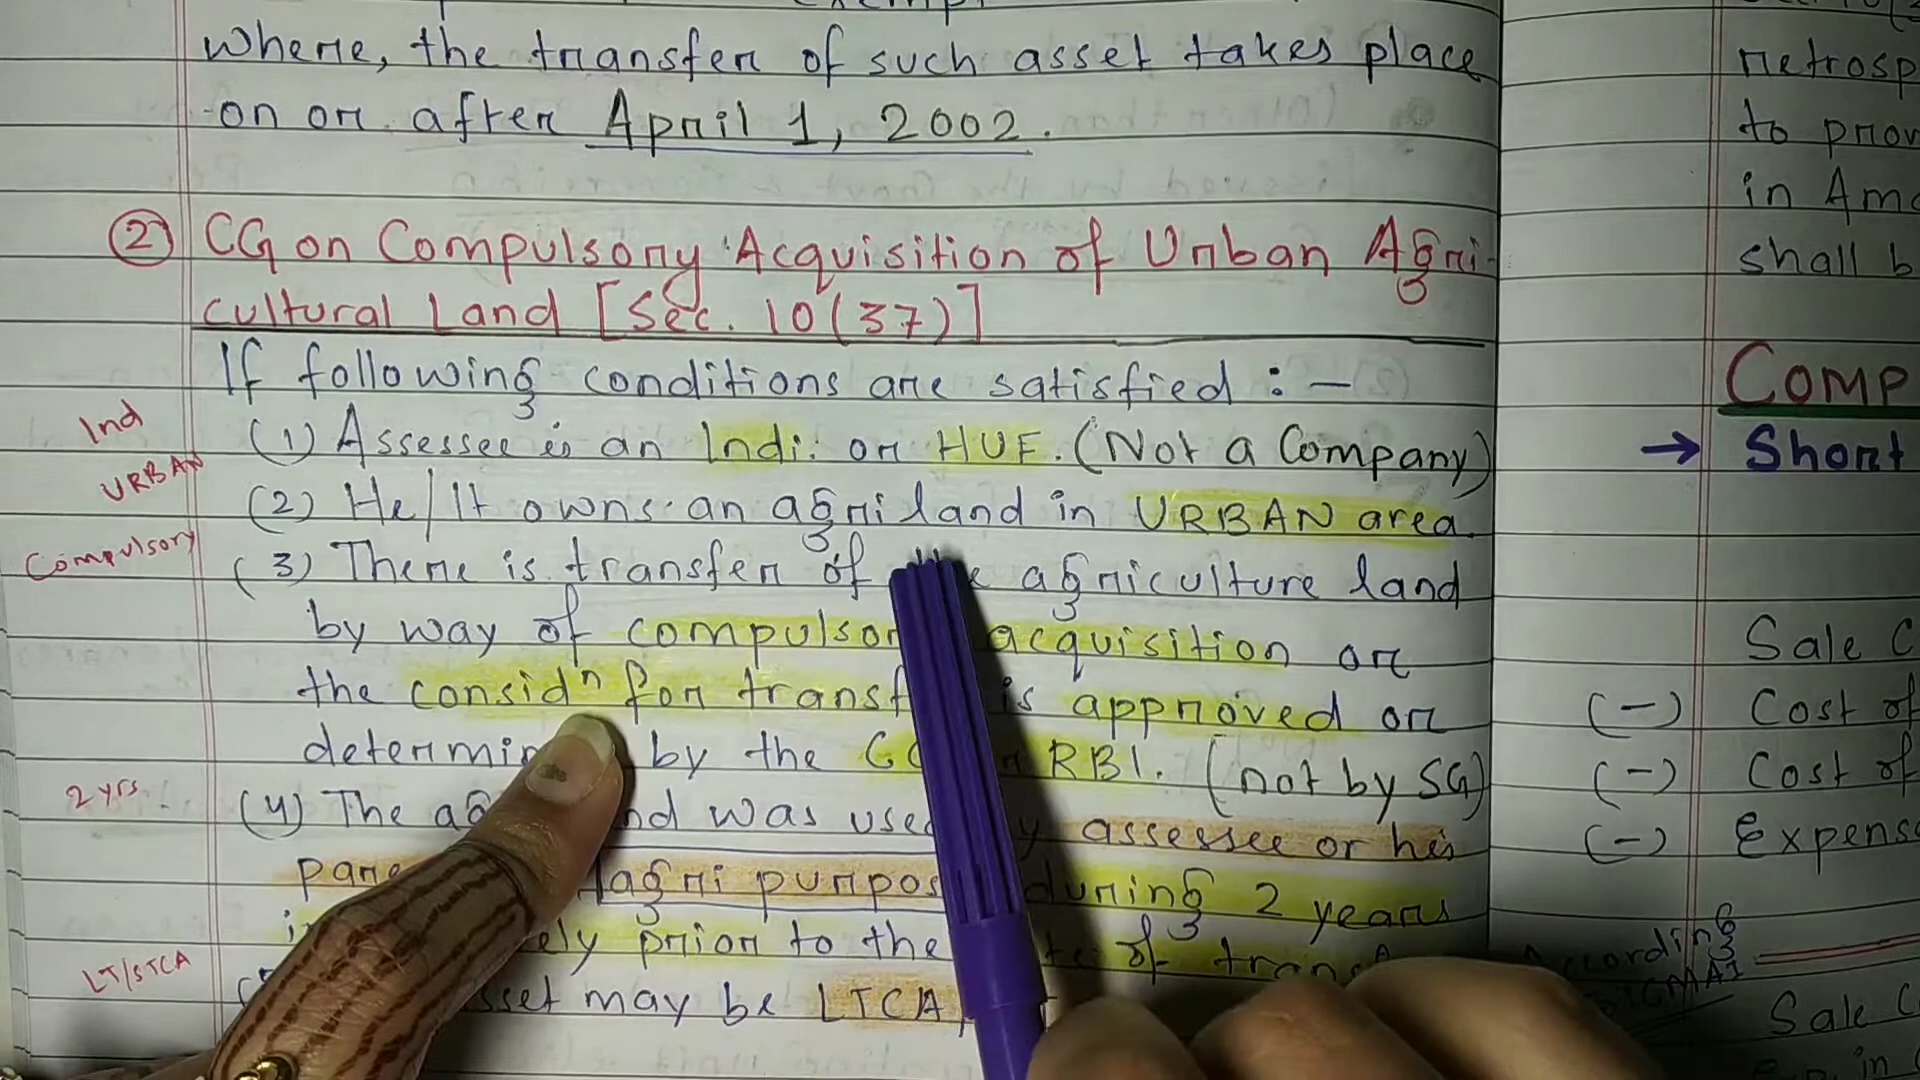 where, the transfer of such asset takes place
on or after April 1, 2002.
② CG on Compulsory Acquisition of Urban Agri-
cultural Land [Sec. 10(37)]
If following conditions are satisfied :-
Ind
(1) Assessee is an Indi. or HUF. (Not a Company)
URBAN
(2) He/It owns an agri land in URBAN area.
Compulsory
(3) There is transfer of agriculture land
by way of compulsory acquisition or
the considn for transf is approved or
determin by the RBI. (not by SG)
2 yrs
(4) The was used by assessee or his
agri purpos during 2 years
prior to the of
LT/STCA
may be LTCA
retrosp
to prov
in Amo
shall b
COMP
→ Short
Sale C
(-) Cost of
(-) Cost of
(-) Expens
According
Sale C
in